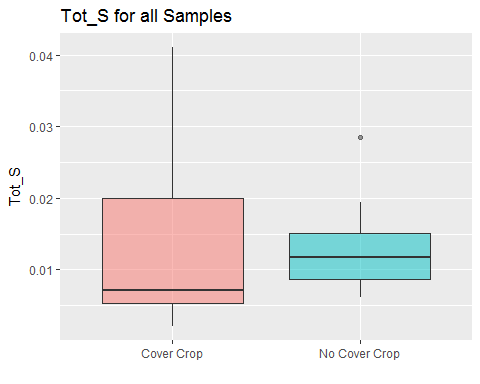 Tot_S for all Samples
0.04
0.03
0.02
0.01
Tot_S
Cover Crop
No Cover Crop